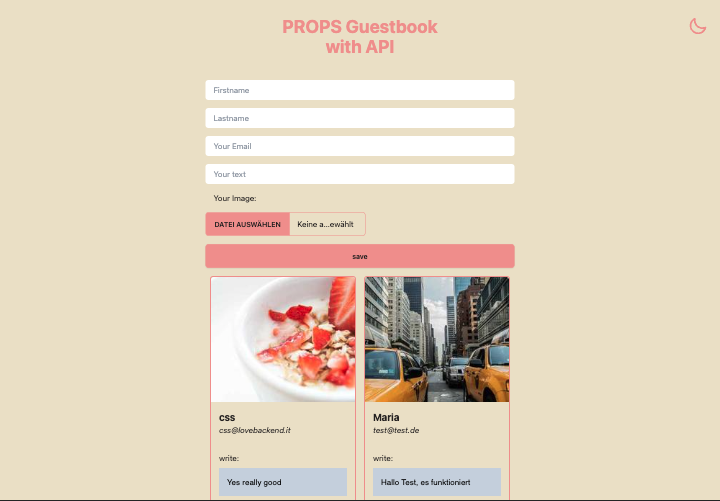 PROPS Guestbook
with API
Firstname
Lastname
Your Email
Your text
Your Image:
DATEI AUSWÄHLEN Keine a...ewählt
save
css
css@lovebackend.it
write:
Yes really good
Maria
test@test.de
write:
Hallo Test, es funktioniert